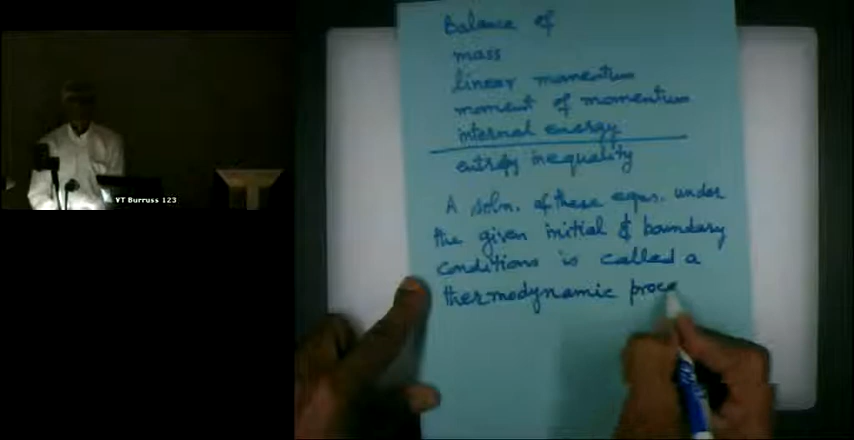 VT Burruss 123
Balance of
mass
linear momentum
moment of momentum
internal energy
entropy inequality
A soln. of these eqns. under
the given initial & boundary
conditions is called a
thermodynamic proce